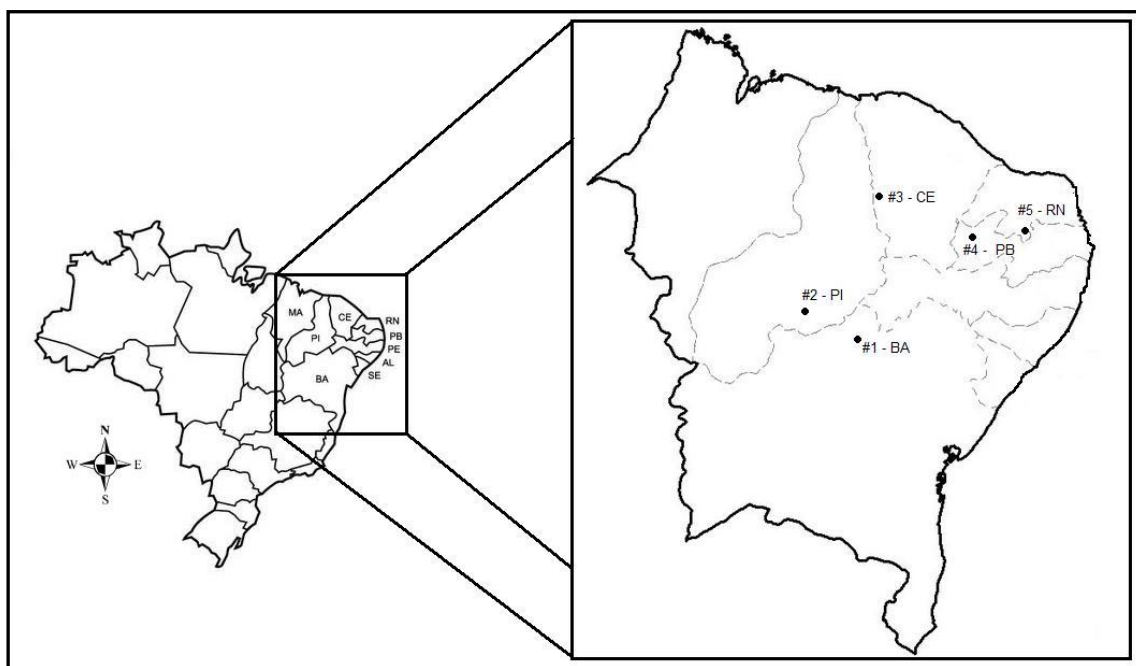 MA
CE
RN
PI
PB
PE
AL
BA
SE
N
W E
S
#3 - CE
#5 - RN
#4 - PB
#2 - PI
#1 - BA